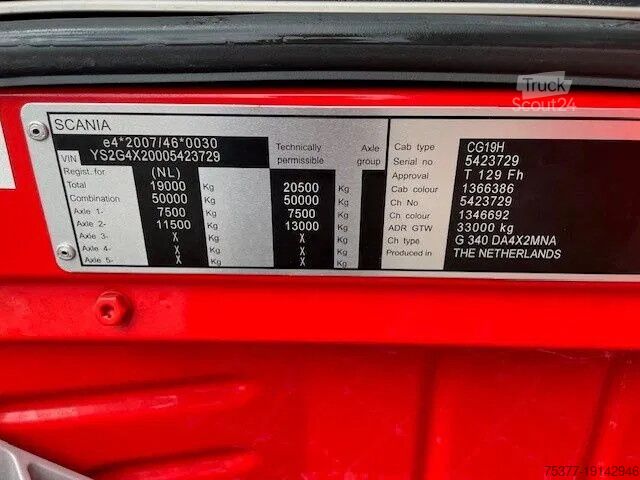 Truck
Scout24
SCANIA
e4*2007/46*0030
VIN YS2G4X20005423729
Technically permissible
Axle group
Regist. for (NL)
Total 19000 Kg 20500 Kg
Combination 50000 Kg 50000 Kg
Axle 1- 7500 Kg 7500 Kg
Axle 2- 11500 Kg 13000 Kg
Axle 3- X Kg X Kg
Axle 4- X Kg X Kg
Axle 5- X Kg X Kg
Cab type CG19H
Serial no 5423729
Approval T 129 Fh
Cab colour 1366386
Ch No 5423729
Ch colour 1346692
ADR GTW 33000 kg
Ch type G 340 DA4X2MNA
Produced in THE NETHERLANDS
75377-19142946